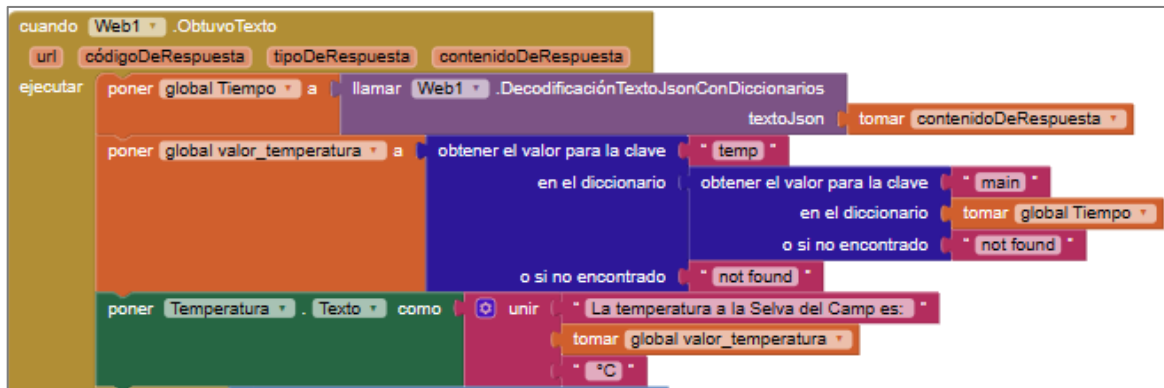 cuando Web1 .ObtuvoTexto
url códigoDeRespuesta tipoDeRespuesta contenidoDeRespuesta
ejecutar poner global Tiempo a llamar Web1 .DecodificaciónTextoJsonConDiccionarios
textoJson tomar contenidoDeRespuesta
poner global valor_temperatura a obtener el valor para la clave " temp "
en el diccionario obtener el valor para la clave " main "
en el diccionario tomar global Tiempo
o si no encontrado " not found "
o si no encontrado " not found "
poner Temperatura . Texto como unir " La temperatura a la Selva del Camp es: "
tomar global valor_temperatura
" °C "